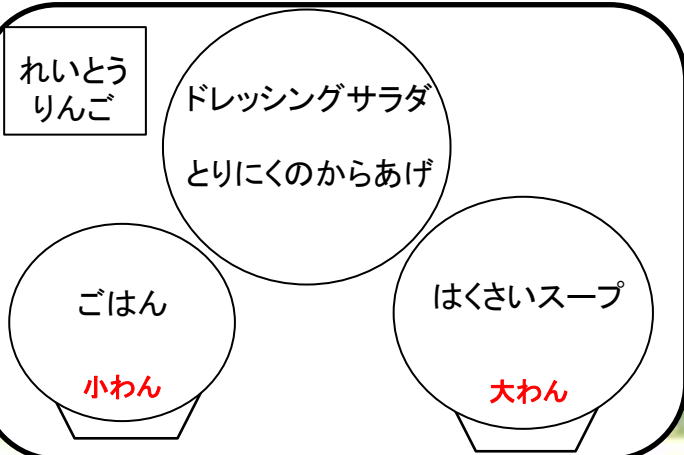 れいとう
りんご
ドレッシングサラダ
とりにくのからあげ
ごはん
小わん
はくさいスープ
大わん